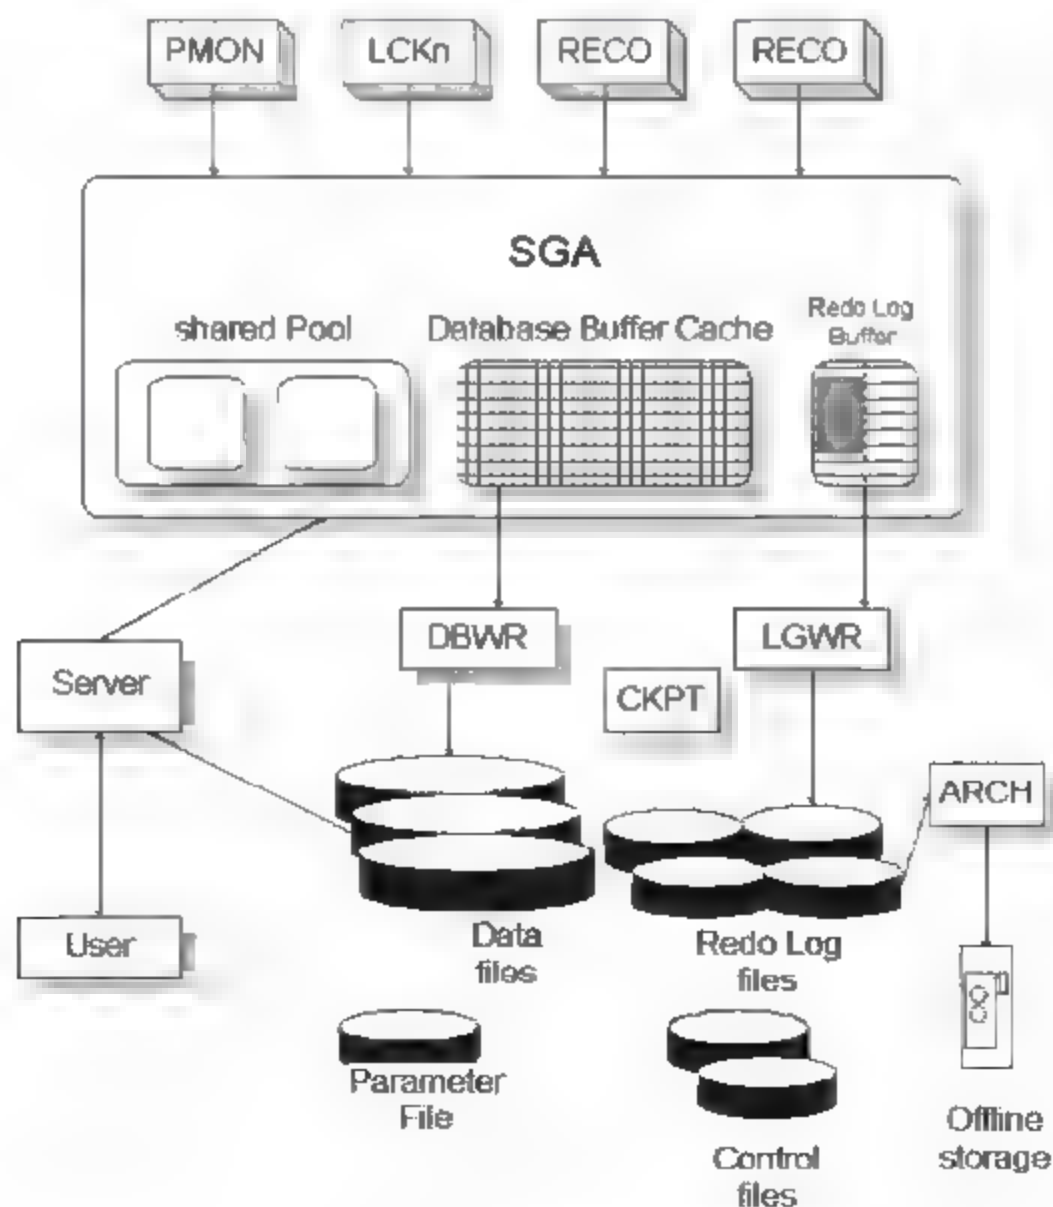 PMON
LCKn
RECO
RECO
SGA
shared Pool
Database Buffer Cache
Redo Log
Buffer
DBWR
LGWR
Server
CKPT
ARCH
User
Data
files
Redo Log
files
Parameter
File
Control
files
Offline
storage